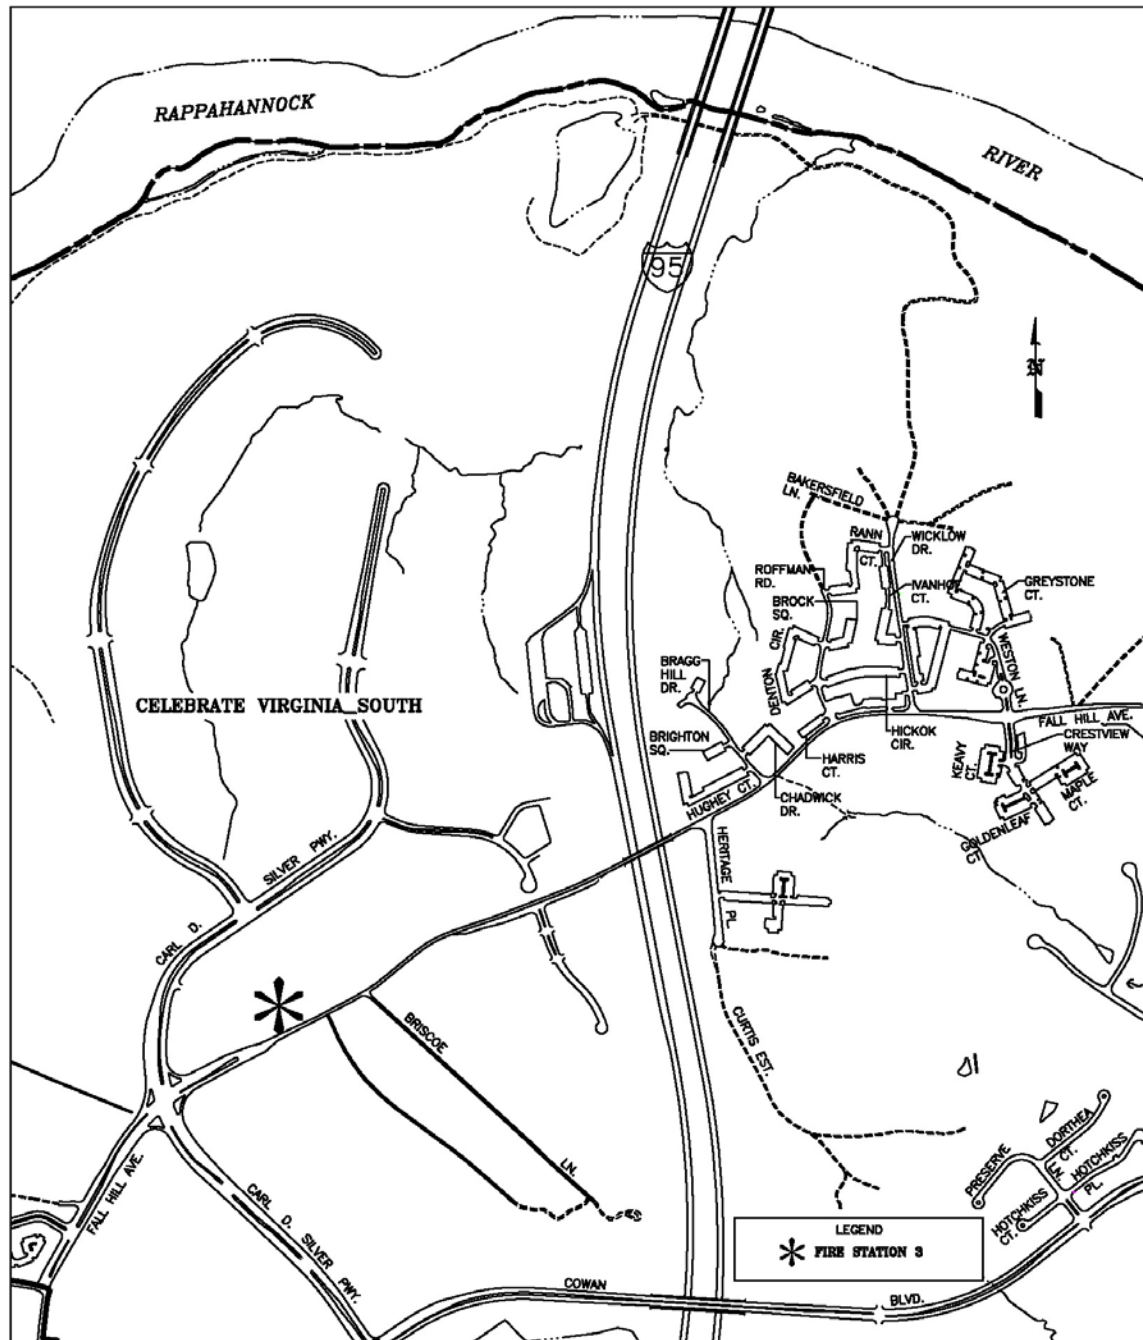 RAPPAHANNOCK
RIVER
95
N
BAKERSFIELD
LN.
RANN
CT.
WICKLOW
DR.
ROFFMAN
RD.
IVANHOE
CT.
GREYSTONE
CT.
BROCK
SQ.
DENTON CIR.
WESTON LN.
BRAGG
HILL
DR.
CELEBRATE VIRGINIA SOUTH
FALL HILL AVE.
BRIGHTON
SQ.
HICKOK
CIR.
CRESTVIEW
WAY
HARRIS
CT.
KEAVY
CT.
CHADWICK
DR.
MAPLE
CT.
HUGHEY CT.
GOLDENLEAF
CT
HERITAGE PL.
SILVER PWY.
CARL D.
BRISCOE
LN.
CURTIS EST.
PRESERVE
LN.
DORTHEA
CT.
HOTCHKISS
PL.
HOTCHKISS
CT.
FALL HILL AVE.
CARL D. SILVER PWY.
LEGEND
FIRE STATION 3
COWAN
BLVD.